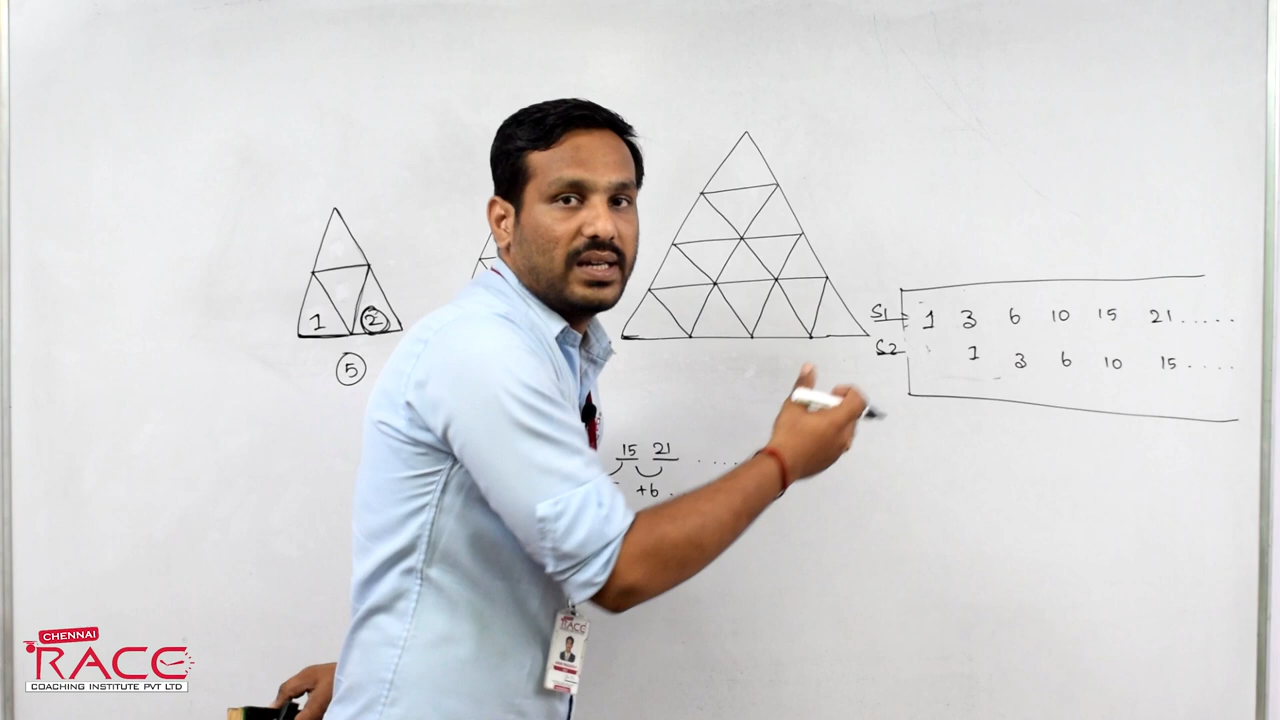 1 2
5
S1 1 3 6 10 15 21.....
S2 1 3 6 10 15....
15 21 .....
+6 .
RACE
CHENNAI
RACE
COACHING INSTITUTE PVT LTD